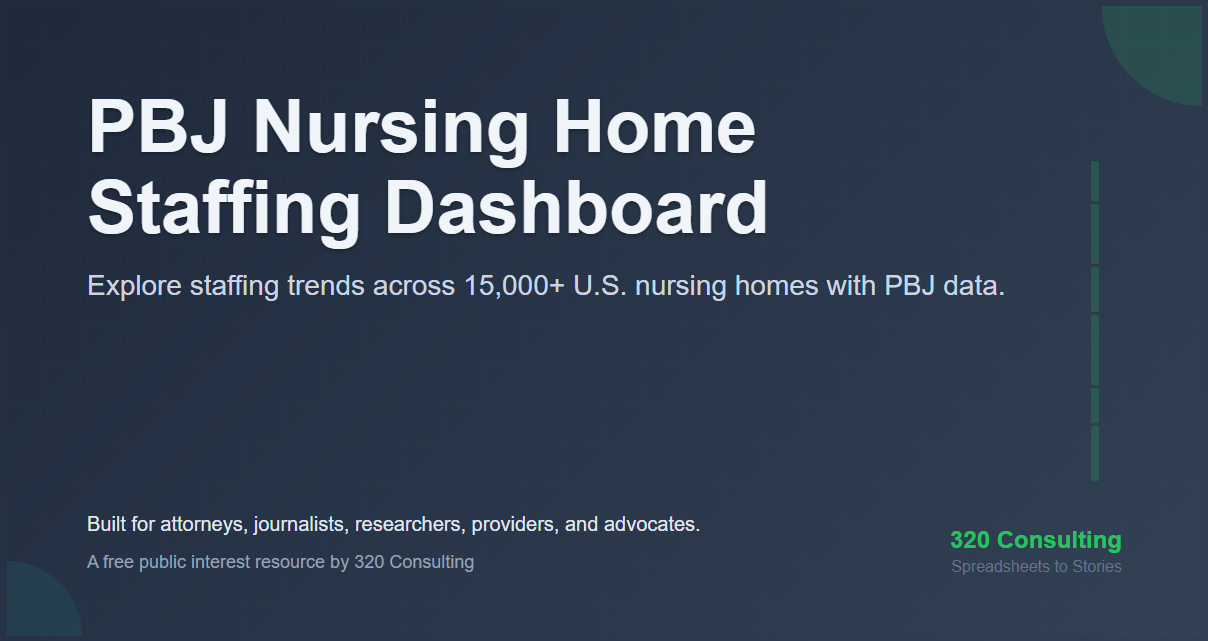 PBJ Nursing Home
Staffing Dashboard
Explore staffing trends across 15,000+ U.S. nursing homes with PBJ data.
Built for attorneys, journalists, researchers, providers, and advocates.
A free public interest resource by 320 Consulting
320 Consulting
Spreadsheets to Stories